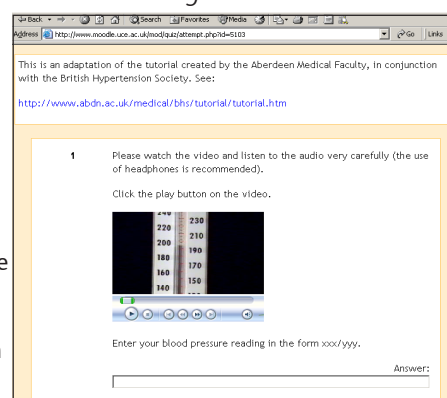 Back Search Favorites Media
Address http://www.moodle.uce.ac.uk/mod/quiz/attempt.php?id=5103 Go Links
This is an adaptation of the tutorial created by the Aberdeen Medical Faculty, in conjunction
with the British Hypertension Society. See:
http://www.abdn.ac.uk/medical/bhs/tutorial/tutorial.htm
1 Please watch the video and listen to the audio very carefully (the use
of headphones is recommended).
Click the play button on the video.
240 230
220 210
200 190
180 170
160 150
140
Enter your blood pressure reading in the form xxx/yyy.
Answer: